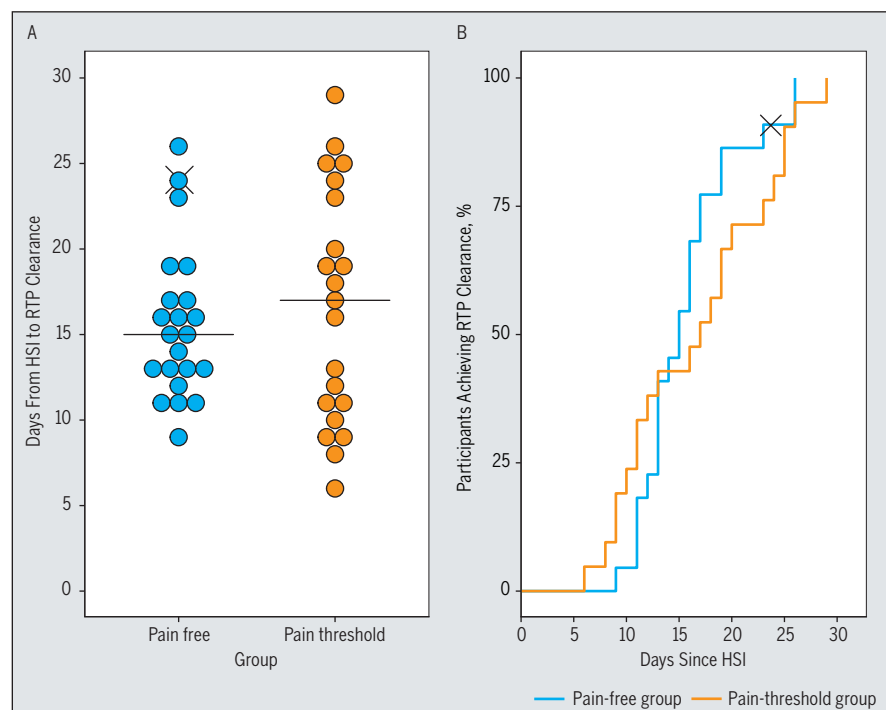 A
Days From HSI to RTP Clearance
30
25
20
15
10
5
0
Pain free
Pain threshold
Group
B
Participants Achieving RTP Clearance, %
100
75
50
25
0
0
5
10
15
20
25
30
Days Since HSI
Pain-free group
Pain-threshold group